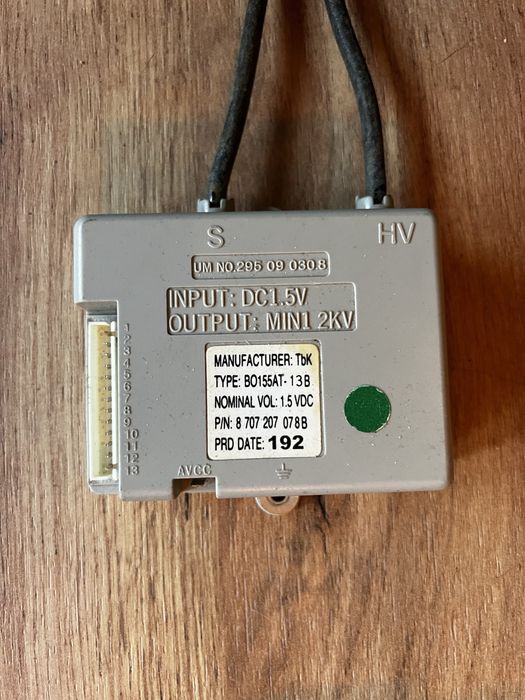 S HV
UM NO.295 09 030.8
INPUT: DC1.5V
OUTPUT: MIN1 2KV
MANUFACTURER: TbK
TYPE: BO155AT-13B
NOMINAL VOL: 1.5 VDC
P/N: 8 707 207 078B
PRD DATE: 192
1
2
3
4
5
6
7
8
9
10
11
12
13
AVCC